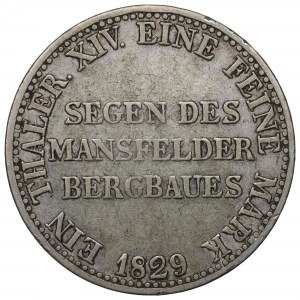 EIN THALER. XIV. EINE FEINE MARK
SEGEN DES
MANSFELDER
BERGBAUES
1829